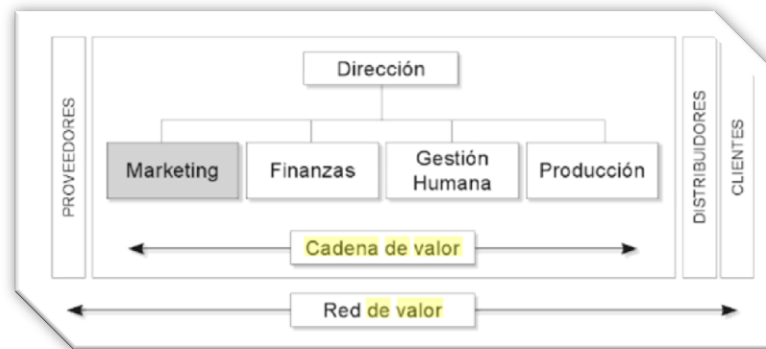 Dirección
PROVEEDORES
Marketing
Finanzas
Gestión
Humana
Producción
DISTRIBUIDORES
CLIENTES
Cadena de valor
Red de valor